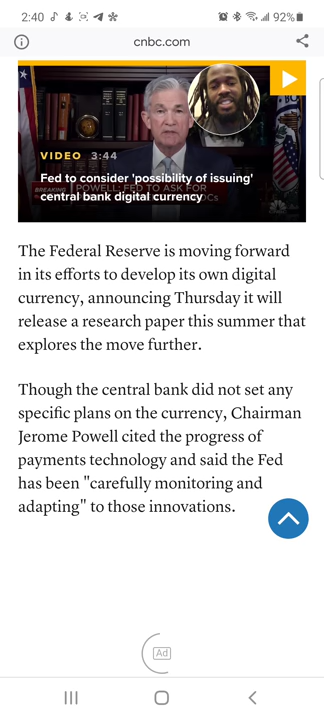 2:40
92%
cnbc.com
VIDEO 3:44
BREAKING POWELL: FED TO ASK FOR
Fed to consider 'possibility of issuing'
central bank digital currency
The Federal Reserve is moving forward
in its efforts to develop its own digital
currency, announcing Thursday it will
release a research paper this summer that
explores the move further.
Though the central bank did not set any
specific plans on the currency, Chairman
Jerome Powell cited the progress of
payments technology and said the Fed
has been "carefully monitoring and
adapting" to those innovations.
Ad